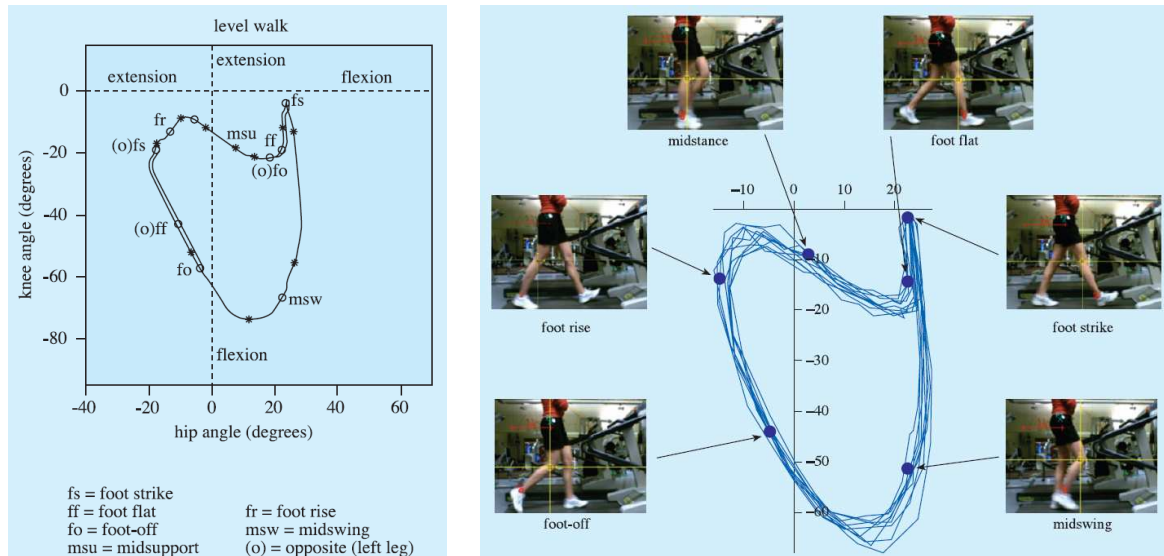 level walk
extension
extension
flexion
0
-20
-40
-60
-80
knee angle (degrees)
fs
fr
msu
ff
(o)fs
(o)fo
(o)ff
fo
msw
flexion
-40 -20 0 20 40 60
hip angle (degrees)
fs = foot strike
ff = foot flat
fr = foot rise
fo = foot-off
msw = midswing
msu = midsupport
(o) = opposite (left leg)
midstance
foot flat
-10 0 10 20
-10
-20
-30
-40
-50
-60
foot rise
foot strike
foot-off
midswing